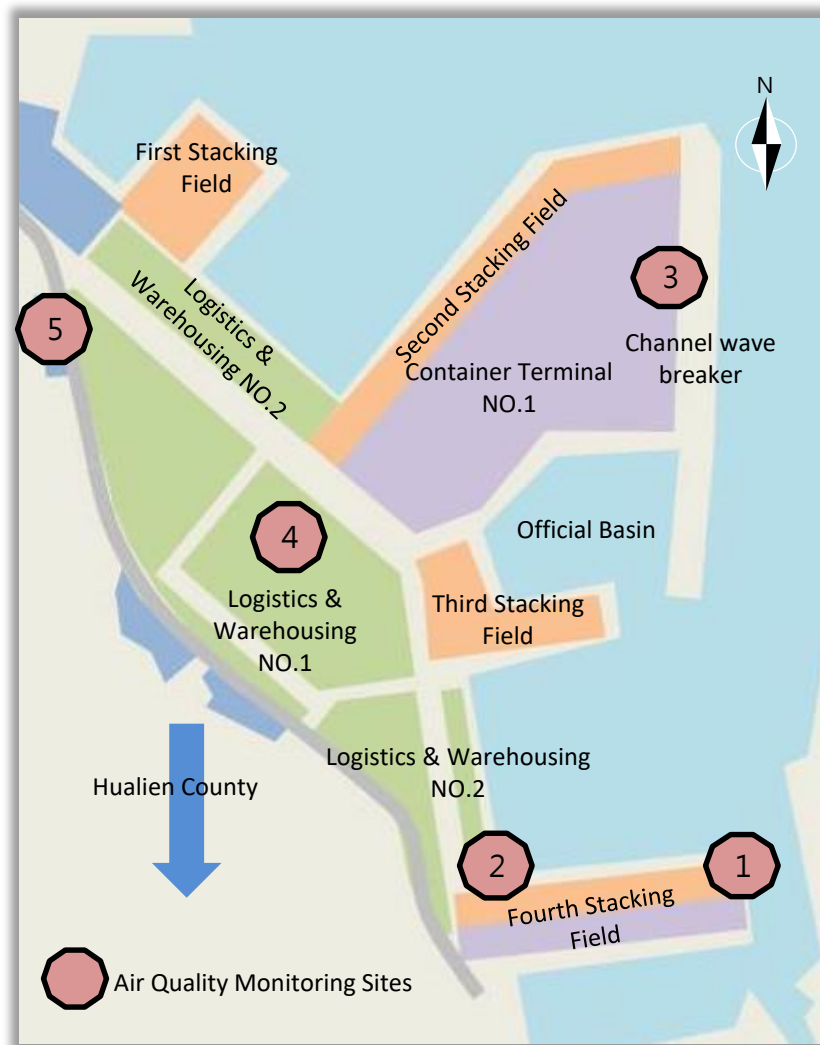 N
First Stacking
Field
Logistics &
Warehousing NO.2
Second Stacking Field
3
5
Channel wave
breaker
Container Terminal
NO.1
4
Official Basin
Logistics &
Warehousing
NO.1
Third Stacking
Field
Logistics & Warehousing
NO.2
Hualien County
2
1
Fourth Stacking
Field
Air Quality Monitoring Sites